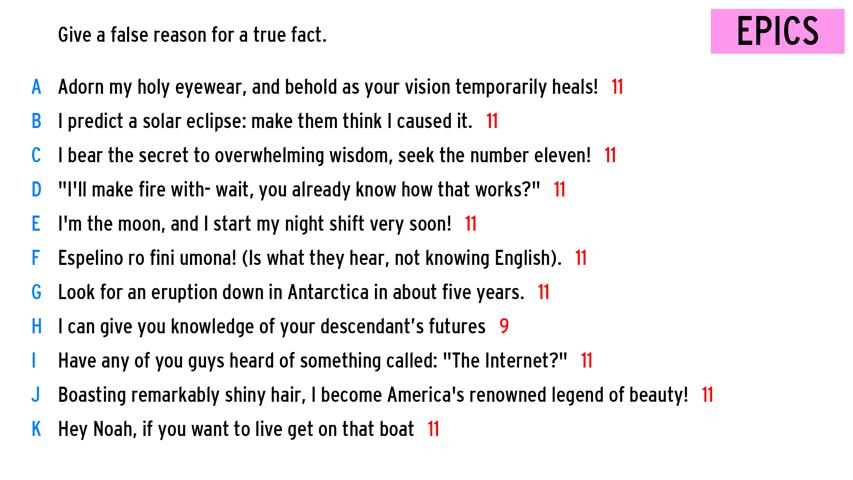 Give a false reason for a true fact.
EPICS
A Adorn my holy eyewear, and behold as your vision temporarily heals! 11
B I predict a solar eclipse: make them think I caused it. 11
C I bear the secret to overwhelming wisdom, seek the number eleven! 11
D "I'll make fire with- wait, you already know how that works?" 11
E I'm the moon, and I start my night shift very soon! 11
F Espelino ro fini umona! (Is what they hear, not knowing English). 11
G Look for an eruption down in Antarctica in about five years. 11
H I can give you knowledge of your descendant’s futures 9
I Have any of you guys heard of something called: "The Internet?" 11
J Boasting remarkably shiny hair, I become America's renowned legend of beauty! 11
K Hey Noah, if you want to live get on that boat 11